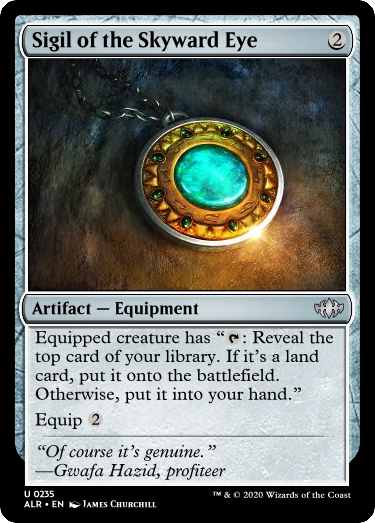 Sigil of the Skyward Eye 2
Artifact — Equipment
Equipped creature has “: Reveal the
top card of your library. If it's a land
card, put it onto the battlefield.
Otherwise, put it into your hand.”
Equip 2
“Of course it's genuine.”
—Gwafa Hazid, profiteer
U 0235
ALR • EN James Churchill
™ & © 2020 Wizards of the Coast